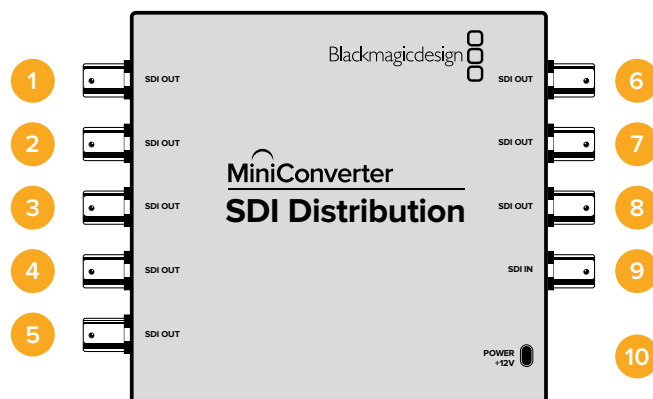 Blackmagicdesign
1 SDI OUT SDI OUT 6
2 SDI OUT SDI OUT 7
MiniConverter
3 SDI OUT SDI Distribution SDI OUT 8
4 SDI OUT SDI IN 9
5 SDI OUT
POWER
+12V
10